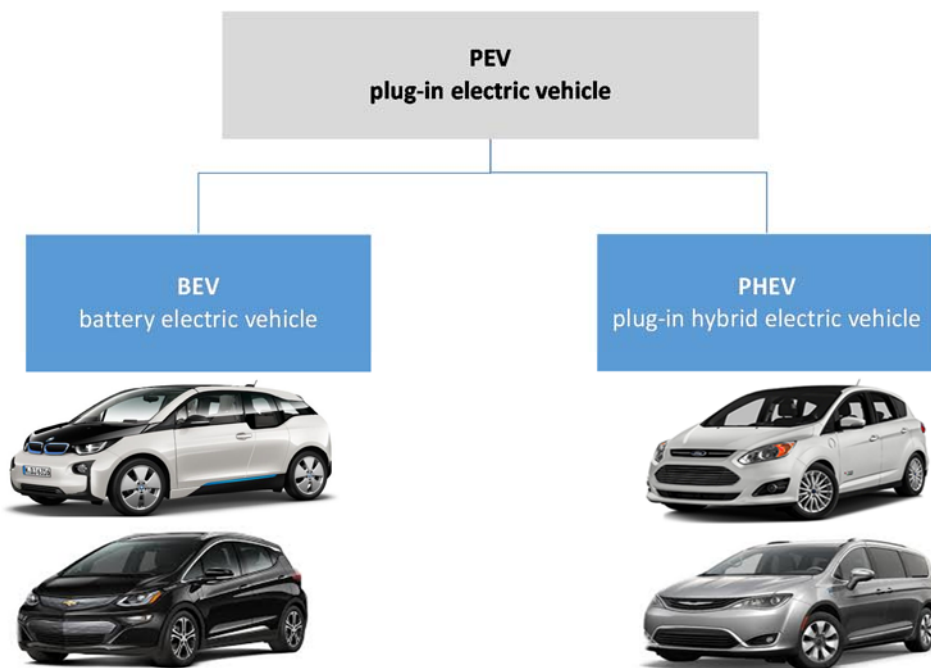 PEV
plug-in electric vehicle
BEV
battery electric vehicle
PHEV
plug-in hybrid electric vehicle